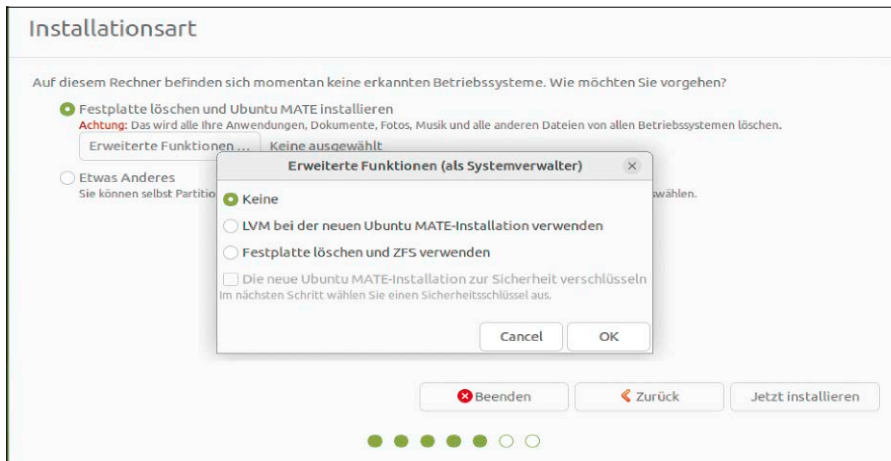 Installationsart
Auf diesem Rechner befinden sich momentan keine erkannten Betriebssysteme. Wie möchten Sie vorgehen?
Festplatte löschen und Ubuntu MATE installieren
Achtung: Das wird alle Ihre Anwendungen, Dokumente, Fotos, Musik und alle anderen Dateien von allen Betriebssystemen löschen.
Erweiterte Funktionen ... Keine ausgewählt
Etwas Anderes
Sie können selbst Partitio
wählen.
Erweiterte Funktionen (als Systemverwalter)
Keine
LVM bei der neuen Ubuntu MATE-Installation verwenden
Festplatte löschen und ZFS verwenden
Die neue Ubuntu MATE-Installation zur Sicherheit verschlüsseln
Im nächsten Schritt wählen Sie einen Sicherheitsschlüssel aus.
Cancel OK
Beenden Zurück Jetzt installieren